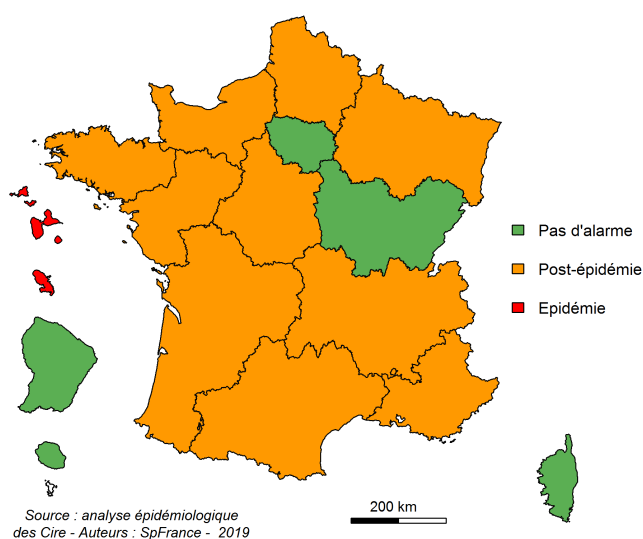 Pas d'alarme
Post-épidémie
Epidémie
200 km
Source : analyse épidémiologique
des Cire - Auteurs : SpFrance - 2019